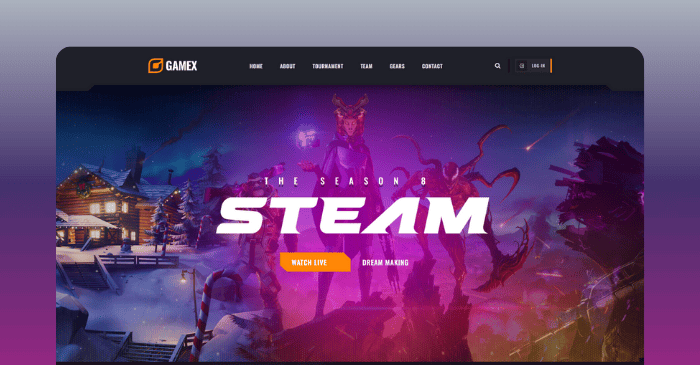 GAMEX
HOME ABOUT TOURNAMENT TEAM GEARS CONTACT
LOG IN
THE SEASON 8
STEAM
WATCH LIVE DREAM MAKING